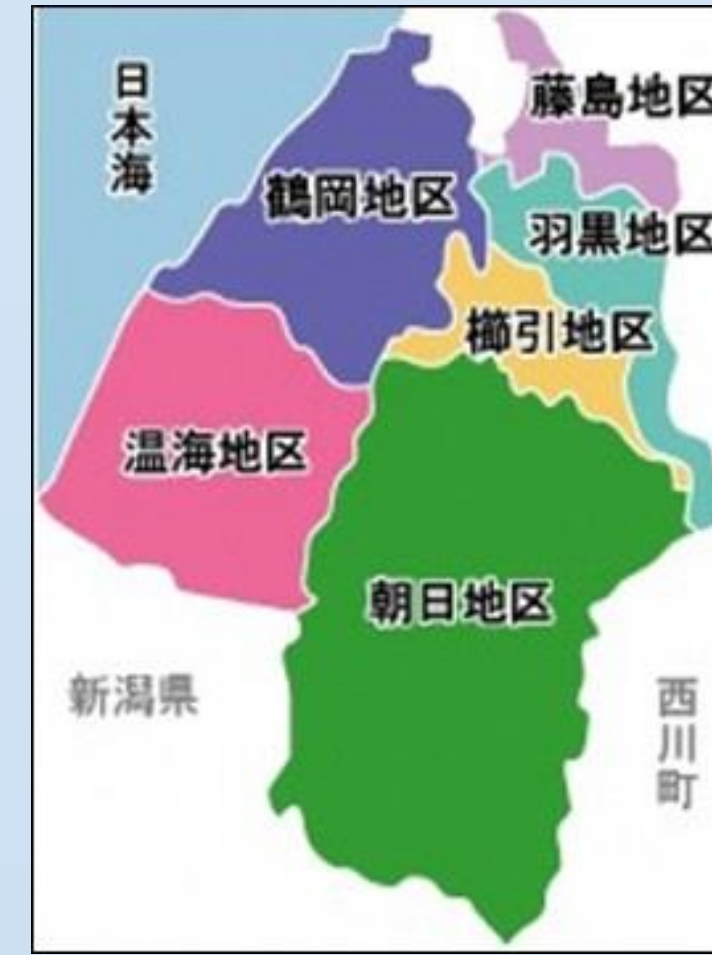 日本海
藤島地区
鶴岡地区
羽黒地区
櫛引地区
温海地区
朝日地区
新潟県
西川町